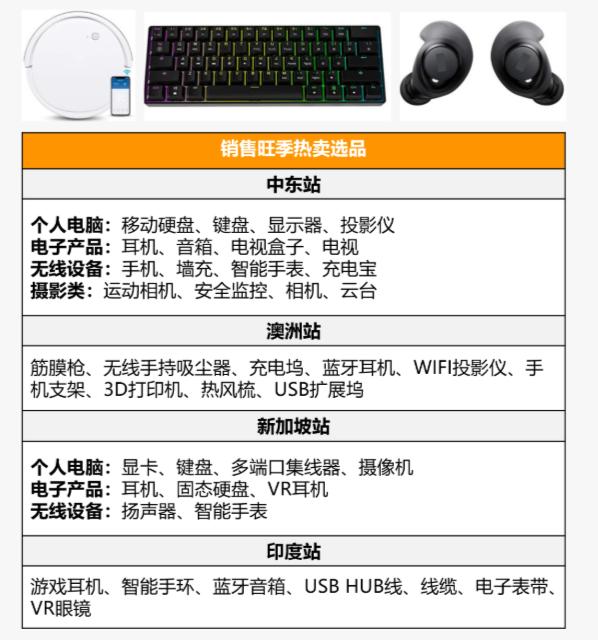 销售旺季热卖选品
中东站
个人电脑：移动硬盘、键盘、显示器、投影仪
电子产品：耳机、音箱、电视盒子、电视
无线设备：手机、墙充、智能手表、充电宝
摄影类：运动相机、安全监控、相机、云台
澳洲站
筋膜枪、无线手持吸尘器、充电坞、蓝牙耳机、WIFI投影仪、手
机支架、3D打印机、热风梳、USB扩展坞
新加坡站
个人电脑：显卡、键盘、多端口集线器、摄像机
电子产品：耳机、固态硬盘、VR耳机
无线设备：扬声器、智能手表
印度站
游戏耳机、智能手环、蓝牙音箱、USB HUB线、线缆、电子表带、
VR眼镜